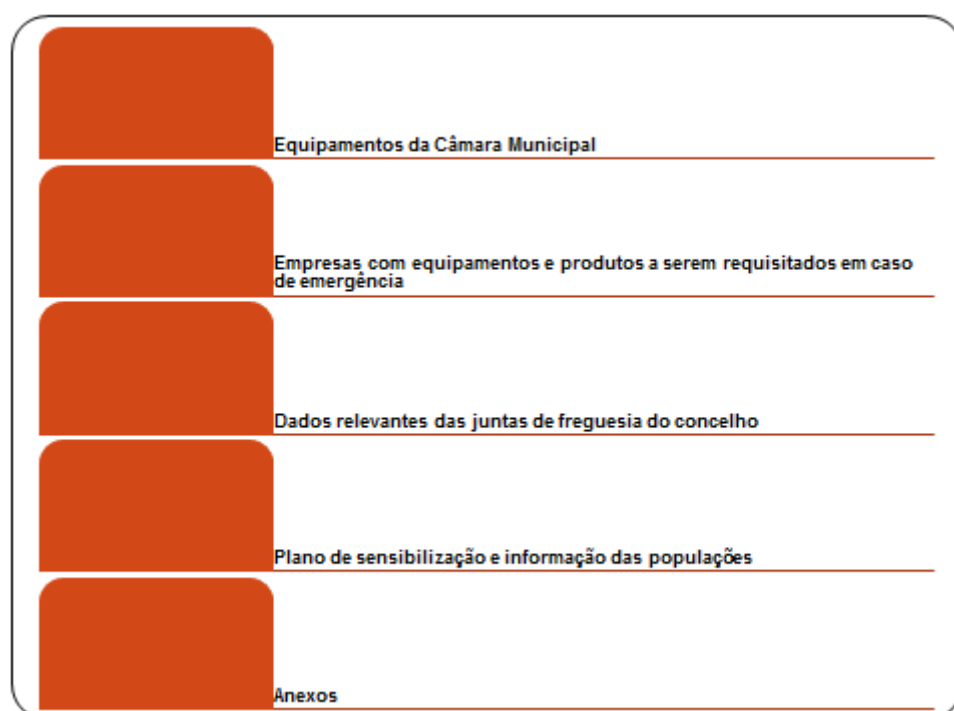 Equipamentos da Câmara Municipal
Empresas com equipamentos e produtos a serem requisitados em caso
de emergência
Dados relevantes das juntas de freguesia do concelho
Plano de sensibilização e informação das populações
Anexos